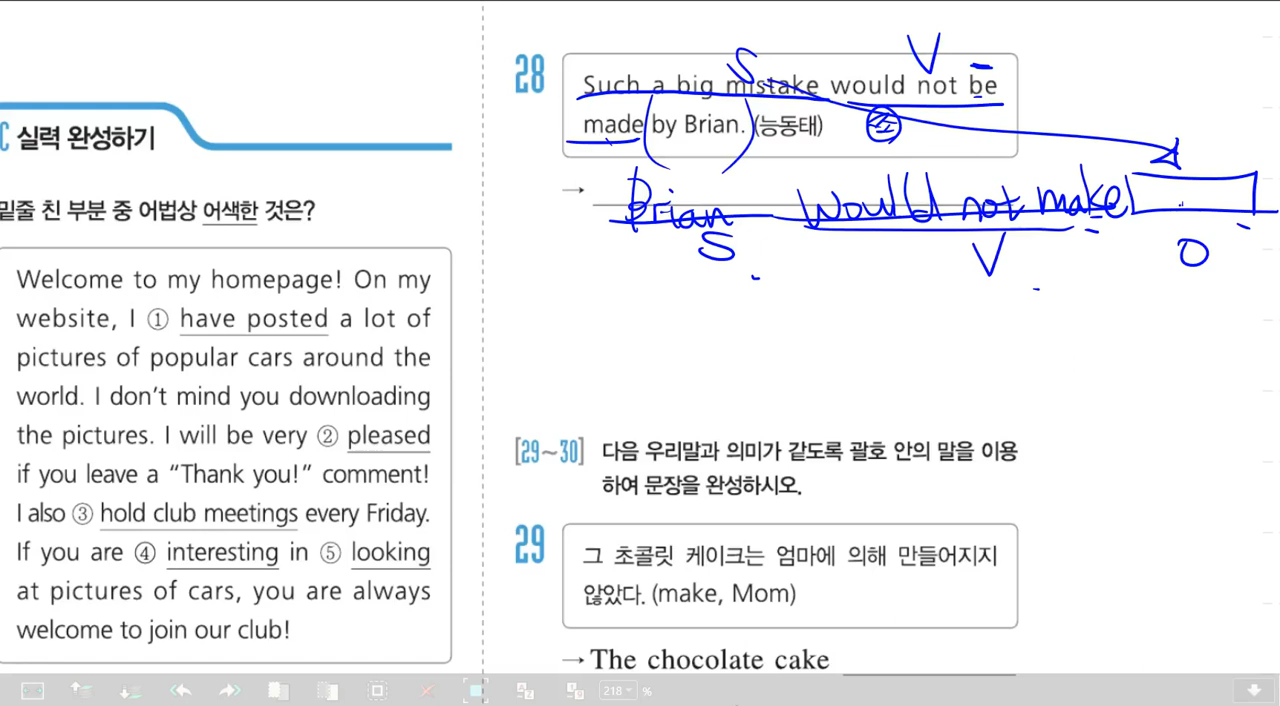 C 실력 완성하기
밑줄 친 부분 중 어법상 어색한 것은?
Welcome to my homepage! On my
website, I ① have posted a lot of
pictures of popular cars around the
world. I don't mind you downloading
the pictures. I will be very ② pleased
if you leave a “Thank you!” comment!
I also ③ hold club meetings every Friday.
If you are ④ interesting in ⑤ looking
at pictures of cars, you are always
welcome to join our club!
28
S V
Such a big mistake would not be
made by Brian. (능동태)
→ Brian would not make
S V O
[29~30] 다음 우리말과 의미가 같도록 괄호 안의 말을 이용
하여 문장을 완성하시오.
29
그 초콜릿 케이크는 엄마에 의해 만들어지지
않았다. (make, Mom)
→ The chocolate cake
218 %